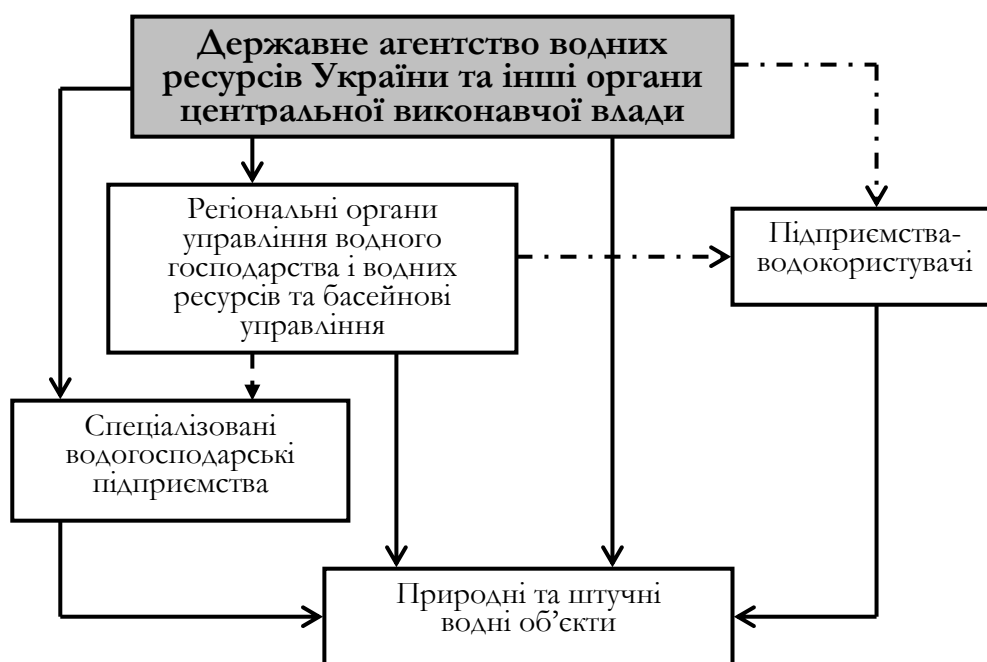 Державне агентство водних
ресурсів України та інші органи
центральної виконавчої влади
Регіональні органи
управління водного
господарства і водних
ресурсів та басейнові
управління
Підприємства-
водокористувачі
Спеціалізовані
водогосподарські
підприємства
Природні та штучні
водні об’єкти